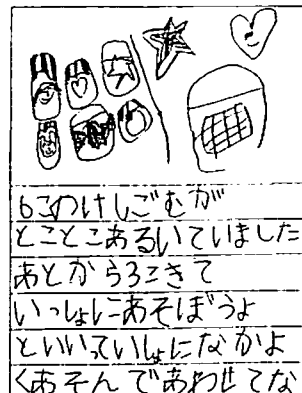 6このけしごむが
とことこあるいていました
あとから3こきて
いっしょにあそぼうよ
といいっていしょになかよ
くあそんであわせてな